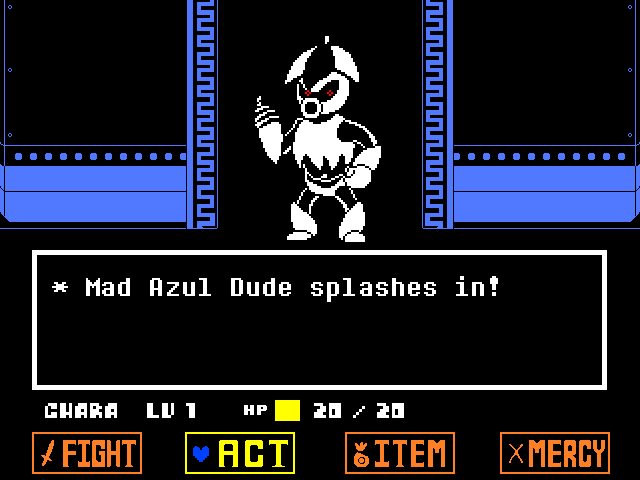 * Mad Azul Dude splashes in!
CHARA LV 1 HP 20 / 20
FIGHT ACT ITEM MERCY